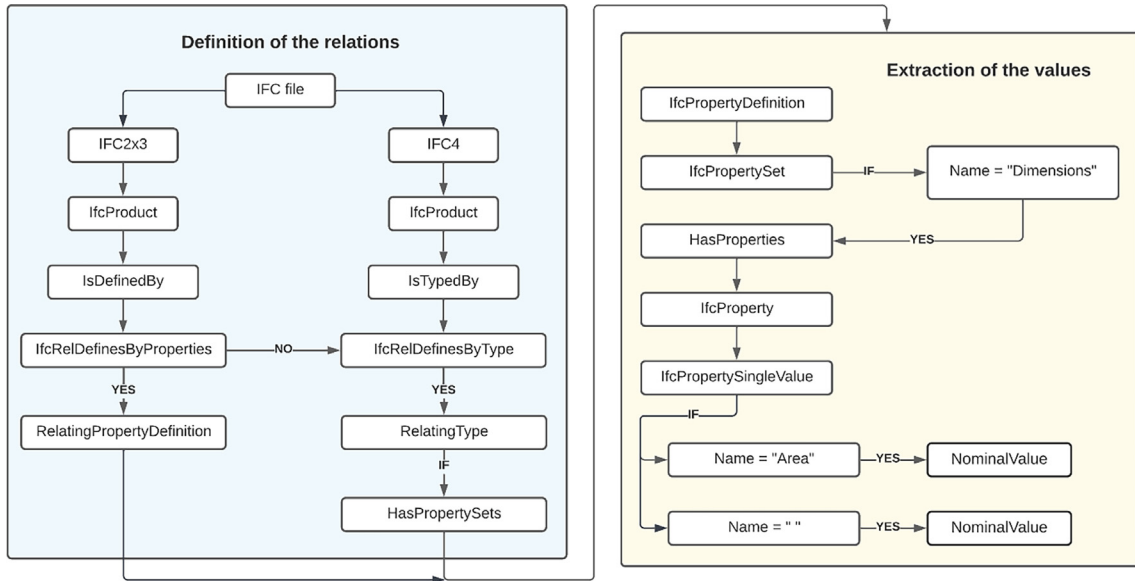 Definition of the relations
IFC file
IFC2x3
IFC4
IfcProduct
IfcProduct
IsDefinedBy
IsTypedBy
IfcRelDefinesByProperties
NO
IfcRelDefinesByType
YES
YES
RelatingPropertyDefinition
RelatingType
IF
HasPropertySets
Extraction of the values
IfcPropertyDefinition
IfcPropertySet
IF
Name = "Dimensions"
HasProperties
YES
IfcProperty
IfcPropertySingleValue
IF
Name = "Area"
YES
NominalValue
Name = " "
YES
NominalValue